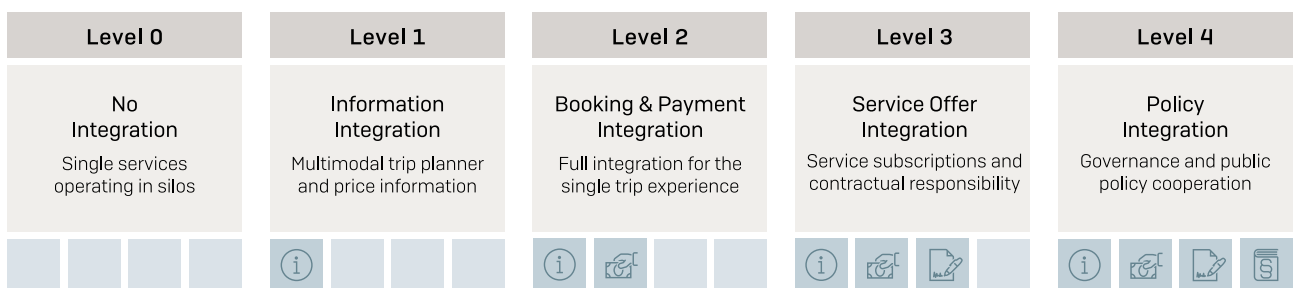 Level 0
No
Integration
Single services
operating in silos
Level 1
Information
Integration
Multimodal trip planner
and price information
i
Level 2
Booking & Payment
Integration
Full integration for the
single trip experience
i
Level 3
Service Offer
Integration
Service subscriptions and
contractual responsibility
i
Level 4
Policy
Integration
Governance and public
policy cooperation
i
§